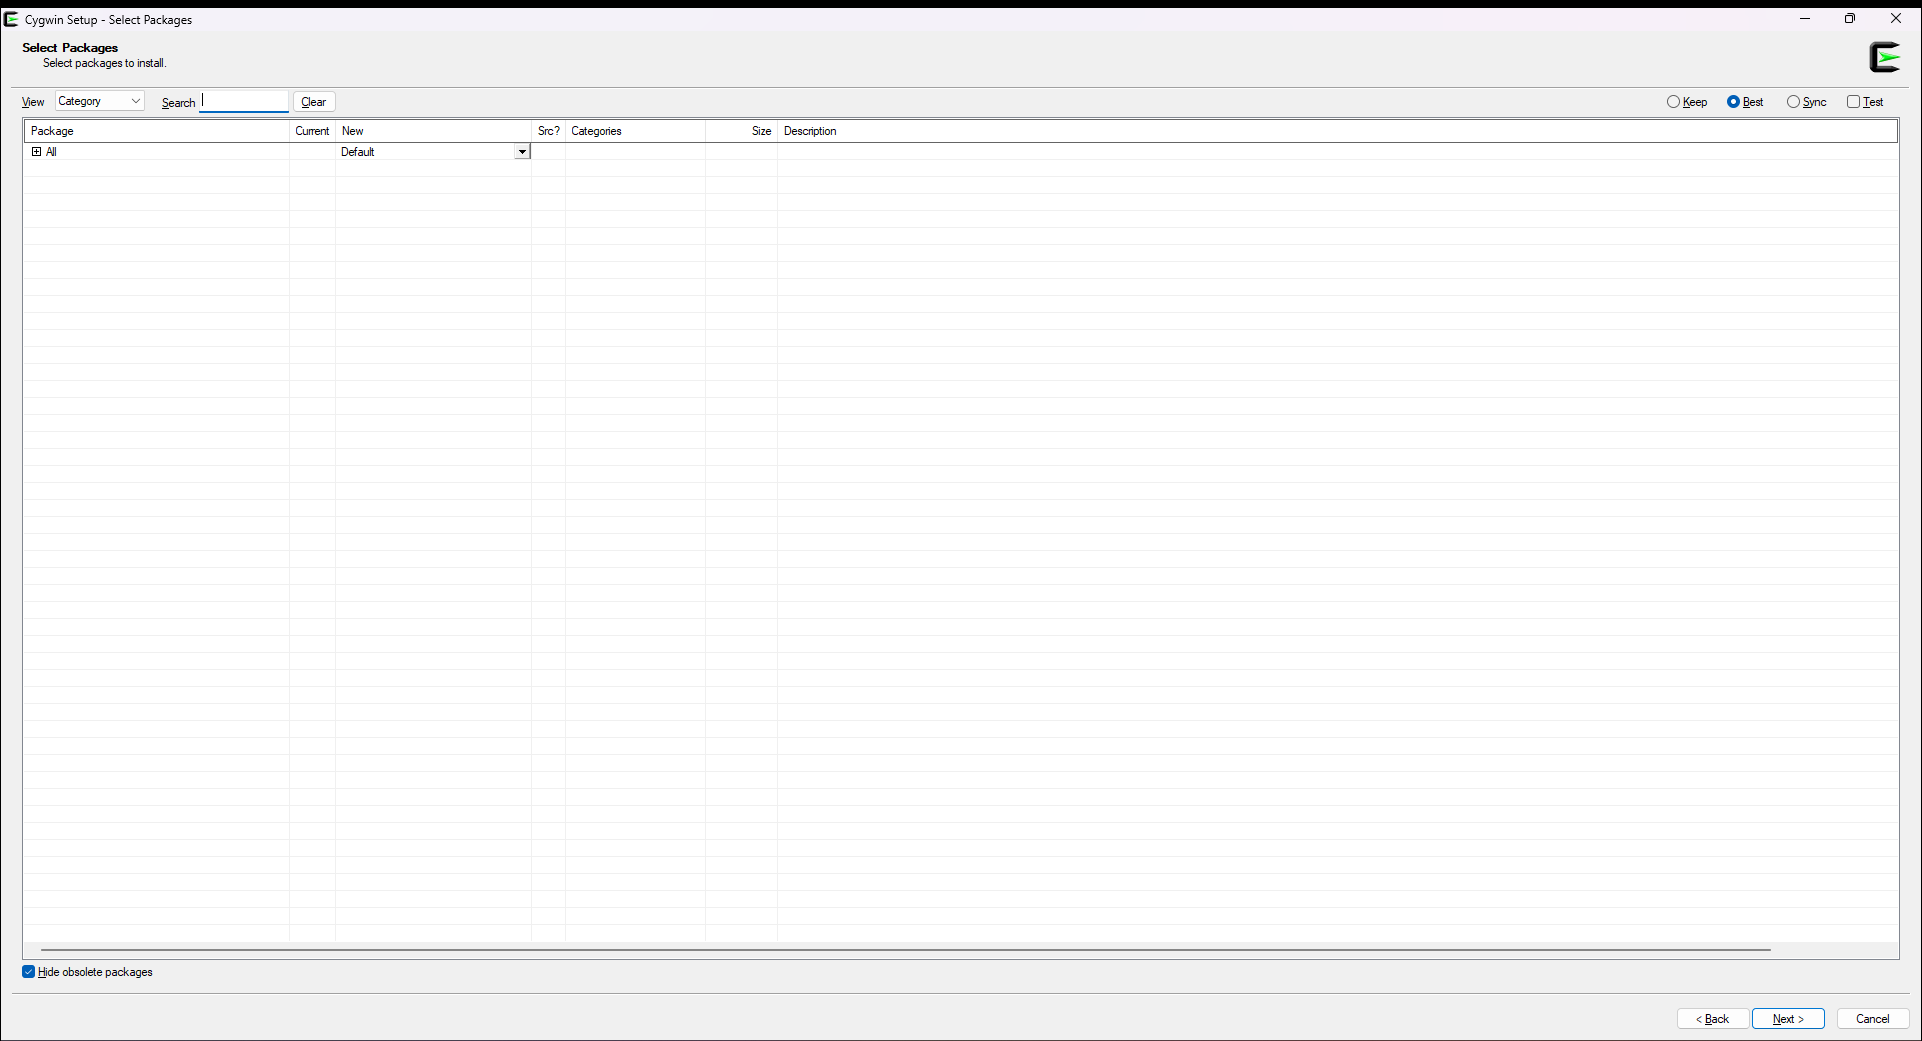 Cygwin Setup - Select Packages
Select Packages
Select packages to install.
View Category Search Clear Keep Best Sync Test
Package Current New Src? Categories Size Description
All Default
Hide obsolete packages
< Back Next > Cancel